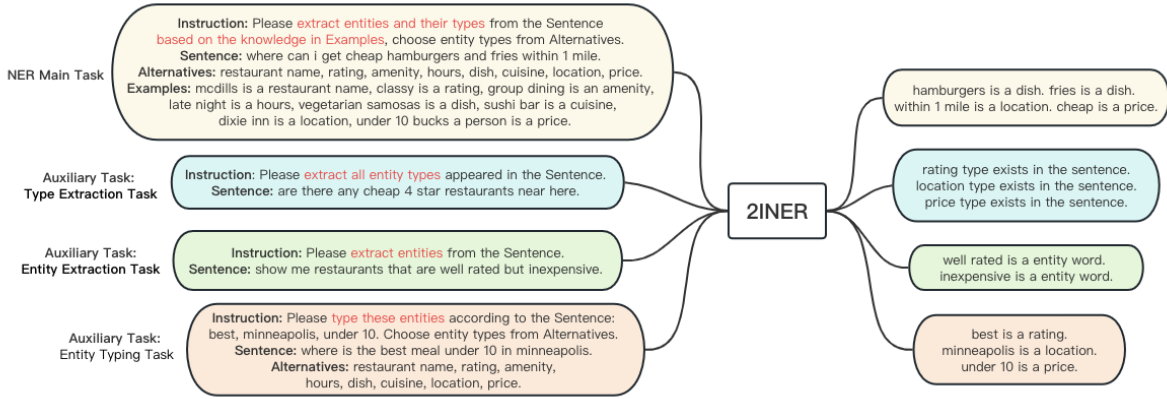 NER Main Task
Instruction: Please extract entities and their types from the Sentence
based on the knowledge in Examples, choose entity types from Alternatives.
Sentence: where can i get cheap hamburgers and fries within 1 mile.
Alternatives: restaurant name, rating, amenity, hours, dish, cuisine, location, price.
Examples: mcdills is a restaurant name, classy is a rating, group dining is an amenity,
late night is a hours, vegetarian samosas is a dish, sushi bar is a cuisine,
dixie inn is a location, under 10 bucks a person is a price.
Auxiliary Task:
Type Extraction Task
Instruction: Please extract all entity types appeared in the Sentence.
Sentence: are there any cheap 4 star restaurants near here.
Auxiliary Task:
Entity Extraction Task
Instruction: Please extract entities from the Sentence.
Sentence: show me restaurants that are well rated but inexpensive.
Auxiliary Task:
Entity Typing Task
Instruction: Please type these entities according to the Sentence:
best, minneapolis, under 10. Choose entity types from Alternatives.
Sentence: where is the best meal under 10 in minneapolis.
Alternatives: restaurant name, rating, amenity,
hours, dish, cuisine, location, price.
2INER
hamburgers is a dish. fries is a dish.
within 1 mile is a location. cheap is a price.
rating type exists in the sentence.
location type exists in the sentence.
price type exists in the sentence.
well rated is a entity word.
inexpensive is a entity word.
best is a rating.
minneapolis is a location.
under 10 is a price.